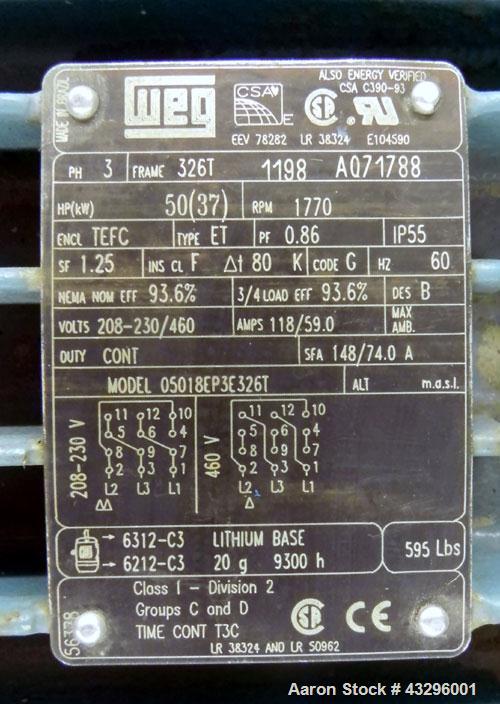 ALSO ENERGY VERIFIED
CSA C390-93
MADE IN BRAZIL
WEG
CSA
E
EEV 78282 LR 38324 E104590
PH 3 FRAME 326T 1198 AQ71788
HP(kW) 50(37) RPM 1770
ENCL TEFC TYPE ET PF 0.86 IP55
SF 1.25 INS CL F Δt 80 K CODE G HZ 60
NEMA NOM EFF 93.6% 3/4 LOAD EFF 93.6% DES B
VOLTS 208-230/460 AMPS 118/59.0 MAX AMB.
DUTY CONT SFA 148/74.0 A
MODEL 05018EP3E326T ALT m.a.s.l.
208-230 V
11 12 10
5 6 4
8 9 7
2 3 1
L2 L3 L1
ΔΔ
460 V
11 12 10
5 6 4
8 9 7
2 3 1
L2 L3 L1
Δ
6312-C3 LITHIUM BASE
6212-C3 20 g 9300 h
595 Lbs
Class I - Division 2
Groups C and D
TIME CONT T3C
LR 38324 AND LR 50962
CE
Aaron Stock # 43296001